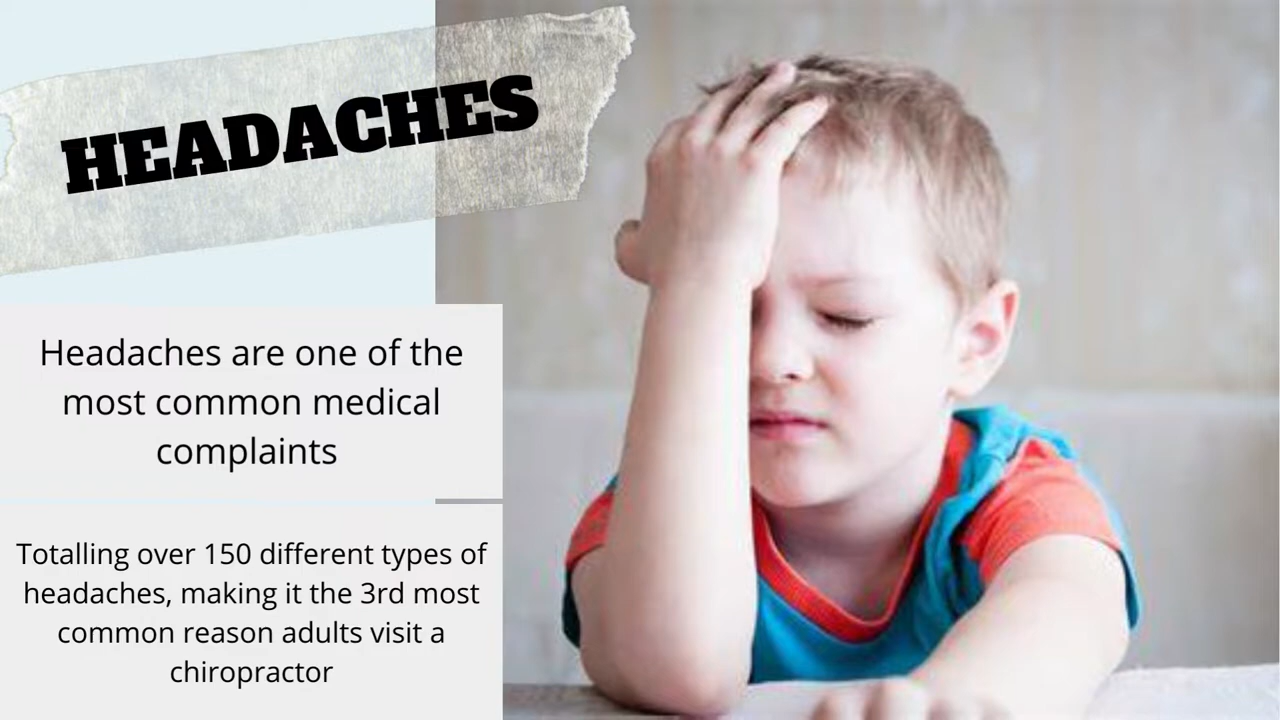 HEADACHES
Headaches are one of the
most common medical
complaints
Totalling over 150 different types of
headaches, making it the 3rd most
common reason adults visit a
chiropractor